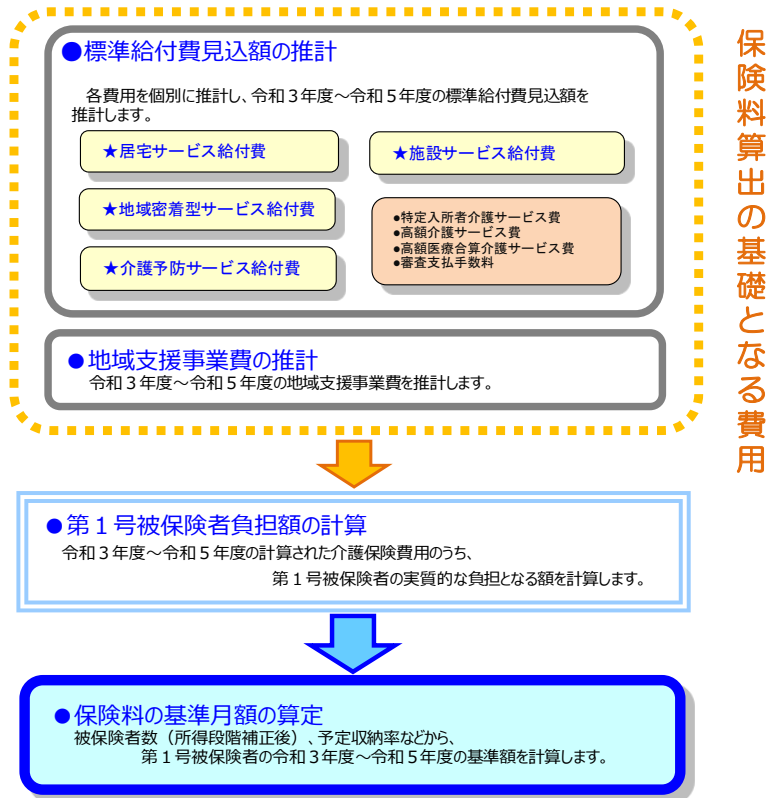 ●標準給付費見込額の推計
各費用を個別に推計し、令和３年度～令和５年度の標準給付費見込額を
推計します。
★居宅サービス給付費
★施設サービス給付費
★地域密着型サービス給付費
★介護予防サービス給付費
●特定入所者介護サービス費
●高額介護サービス費
●高額医療合算介護サービス費
●審査支払手数料
●地域支援事業費の推計
令和３年度～令和５年度の地域支援事業費を推計します。
保険料算出の基礎となる費用
●第１号被保険者負担額の計算
令和３年度～令和５年度の計算された介護保険費用のうち、
第１号被保険者の実質的な負担となる額を計算します。
●保険料の基準月額の算定
被保険者数（所得段階補正後）、予定収納率などから、
第１号被保険者の令和３年度～令和５年度の基準額を計算します。